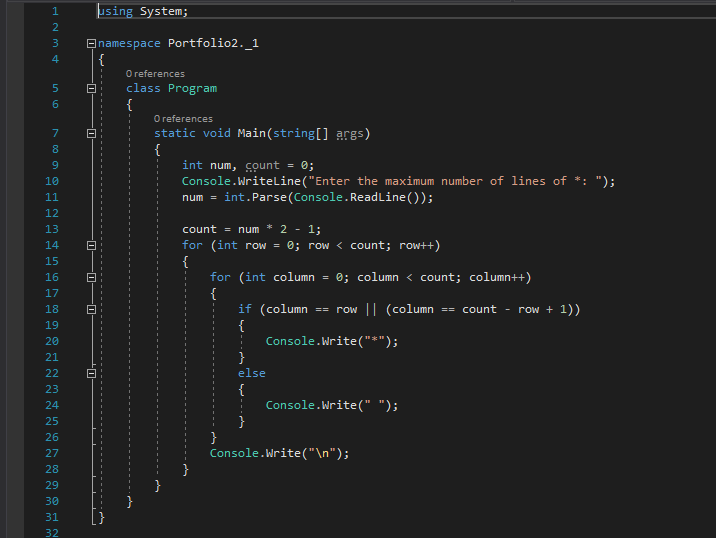 1 using System;
2
3 namespace Portfolio2._1
4 {
0 references
5 class Program
6 {
0 references
7 static void Main(string[] args)
8 {
9 int num, count = 0;
10 Console.WriteLine("Enter the maximum number of lines of *: ");
11 num = int.Parse(Console.ReadLine());
12
13 count = num * 2 - 1;
14 for (int row = 0; row < count; row++)
15 {
16 for (int column = 0; column < count; column++)
17 {
18 if (column == row || (column == count - row + 1))
19 {
20 Console.Write("*");
21 }
22 else
23 {
24 Console.Write(" ");
25 }
26 }
27 Console.Write("\n");
28 }
29 }
30 }
31 }
32